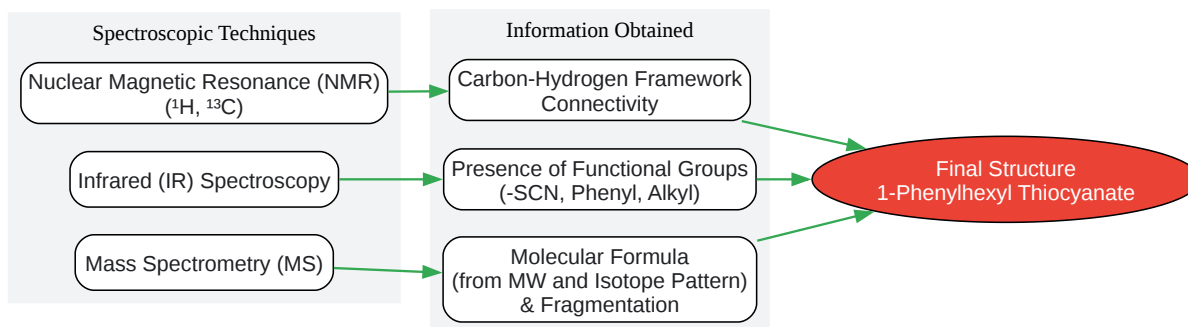 Spectroscopic Techniques
Nuclear Magnetic Resonance (NMR)
(¹H, ¹³C)
Infrared (IR) Spectroscopy
Mass Spectrometry (MS)
Information Obtained
Carbon-Hydrogen Framework
Connectivity
Presence of Functional Groups
(-SCN, Phenyl, Alkyl)
Molecular Formula
(from MW and Isotope Pattern)
& Fragmentation
Final Structure
1-Phenylhexyl Thiocyanate